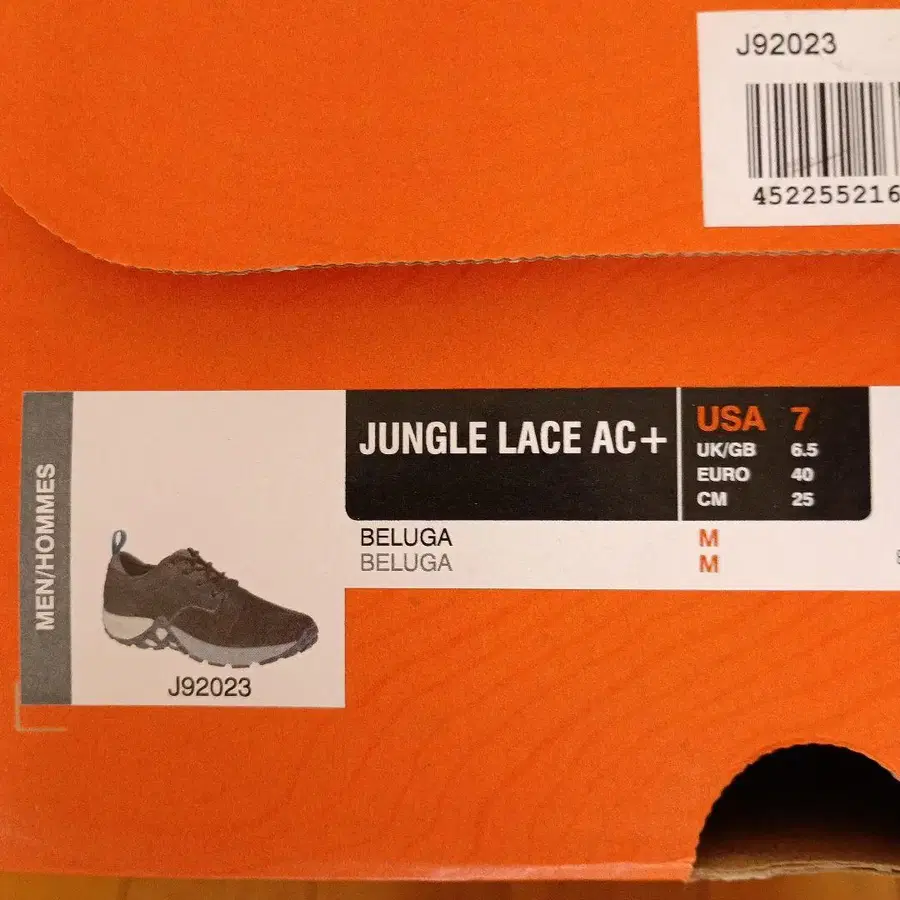 J92023
452255216
MEN/HOMMES
JUNGLE LACE AC+
USA 7
UK/GB 6.5
EURO 40
CM 25
BELUGA M
BELUGA M
J92023